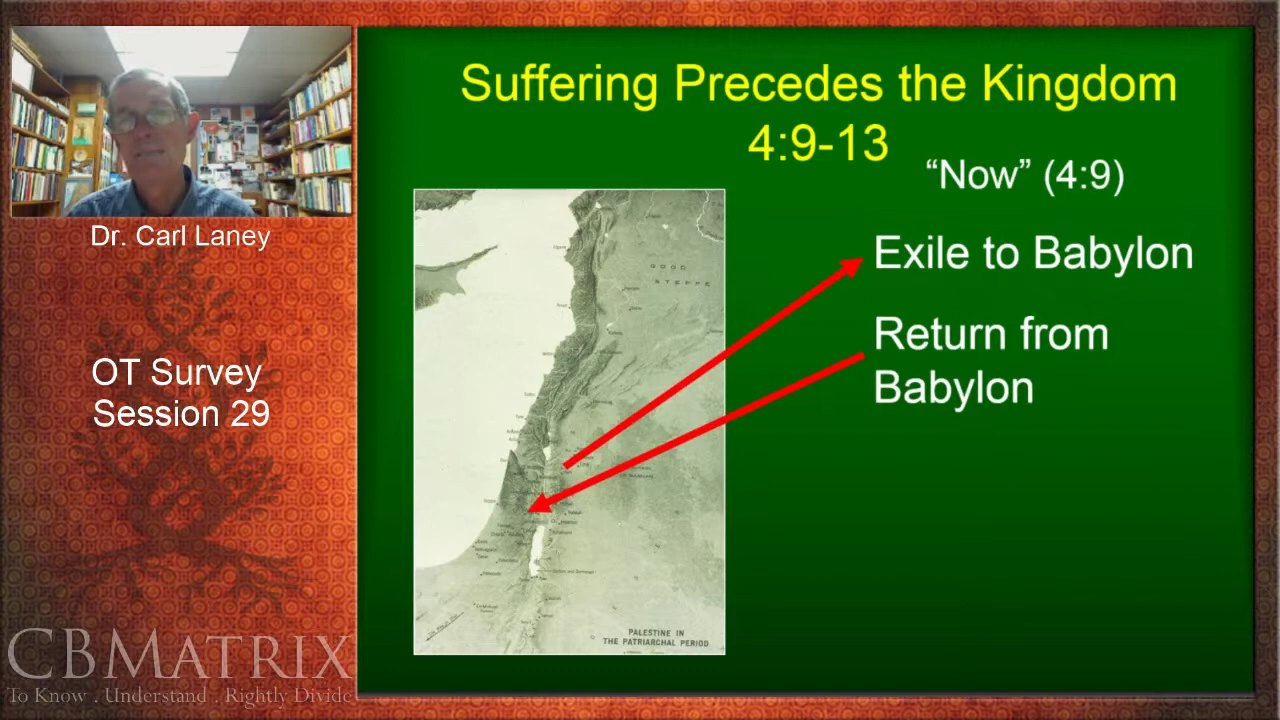 Suffering Precedes the Kingdom
4:9-13
“Now” (4:9)
Exile to Babylon
Return from
Babylon
PALESTINE IN
THE PATRIARCHAL PERIOD
STEPPE
Dr. Carl Laney
OT Survey
Session 29
CBMATRIX
To Know . Understand . Rightly Divide